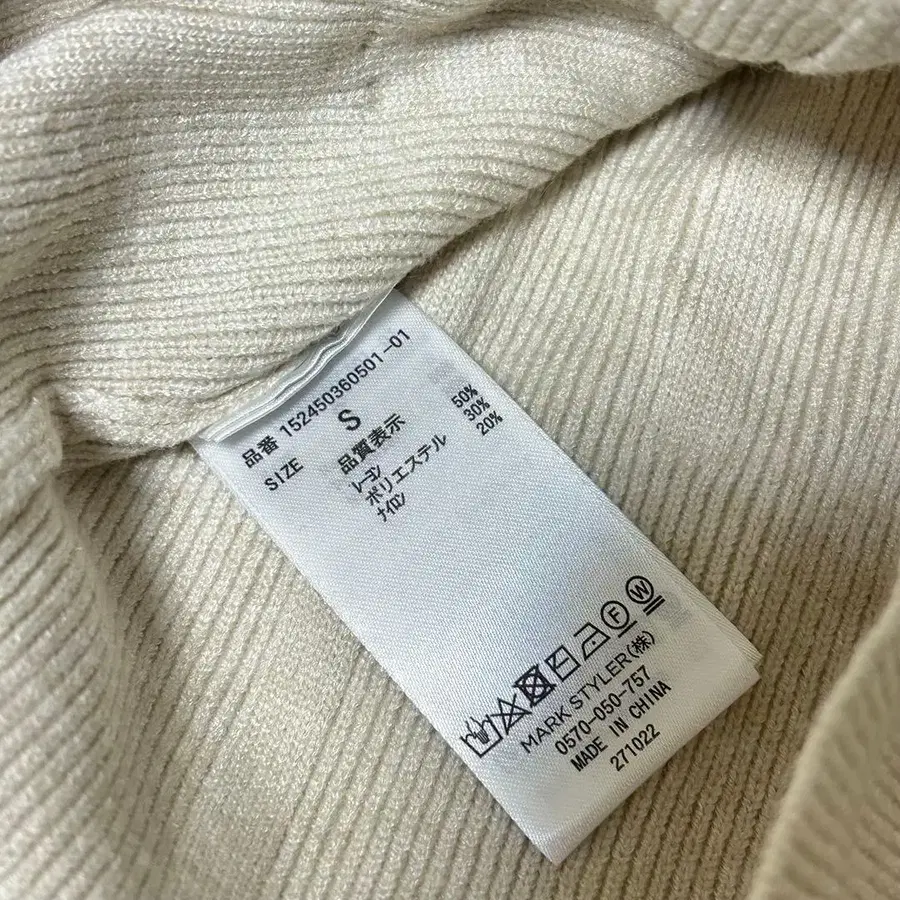 品番 152450360501-01
SIZE S
品質表示
レーヨン 50%
ポリエステル 30%
ナイロン 20%
F W
MARK STYLER(株)
0570-050-757
MADE IN CHINA
271022